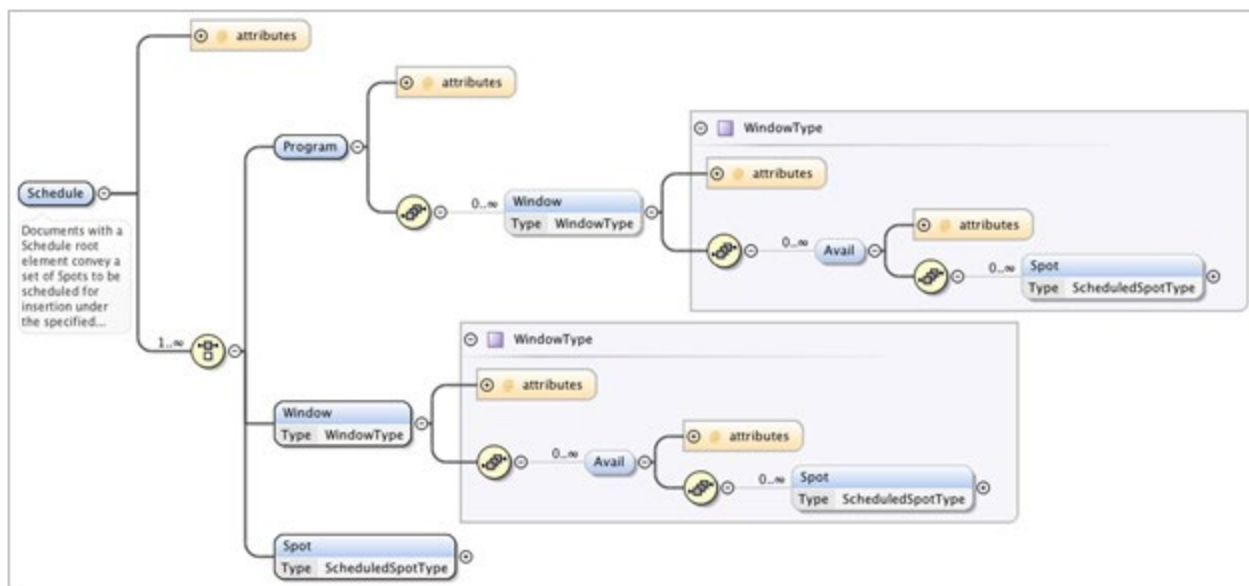 attributes
attributes
WindowType
Program
attributes
Schedule
0..∞
Window
Type WindowType
Documents with a
Schedule root
element convey a
set of Spots to be
scheduled for
insertion under
the specified...
attributes
0..∞
Avail
0..∞
Spot
Type ScheduledSpotType
1..∞
WindowType
attributes
Window
Type WindowType
attributes
0..∞
Avail
0..∞
Spot
Type ScheduledSpotType
Spot
Type ScheduledSpotType